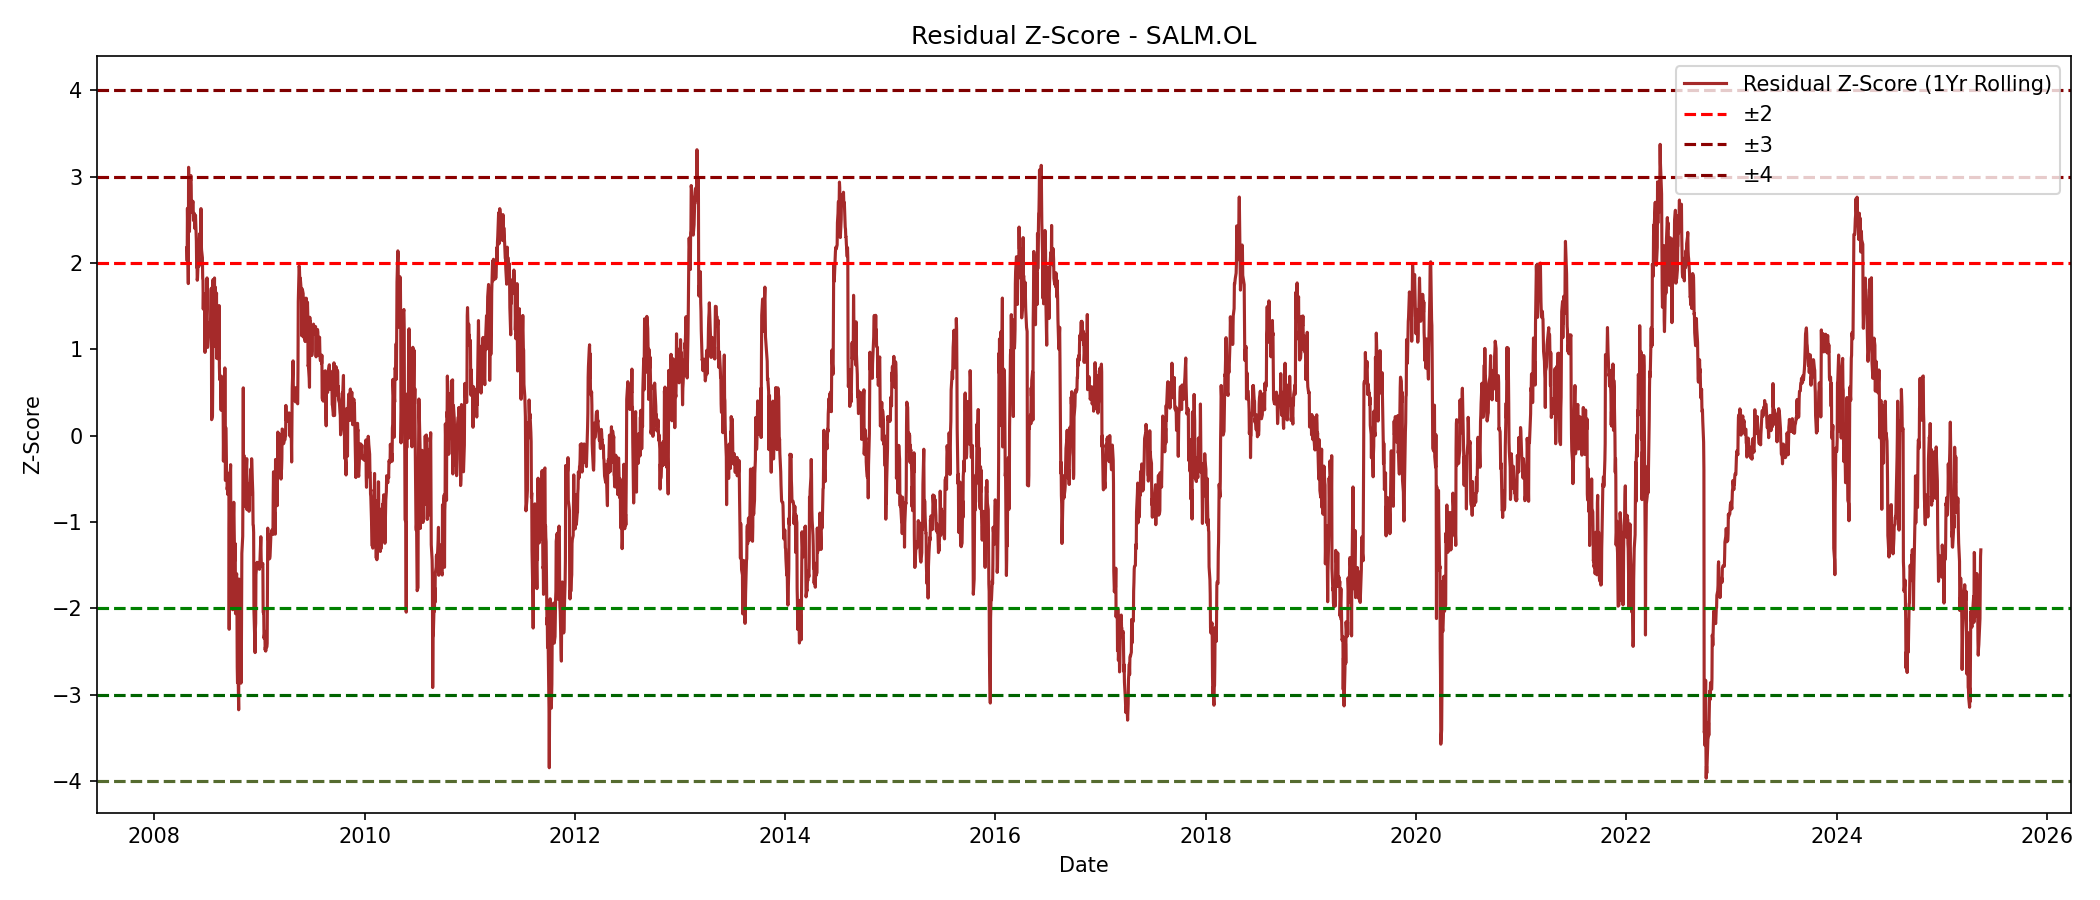 Residual Z-Score - SALM.OL
Residual Z-Score (1Yr Rolling)
±2
±3
±4
Z-Score
4
3
2
1
0
−1
−2
−3
−4
2008 2010 2012 2014 2016 2018 2020 2022 2024 2026
Date